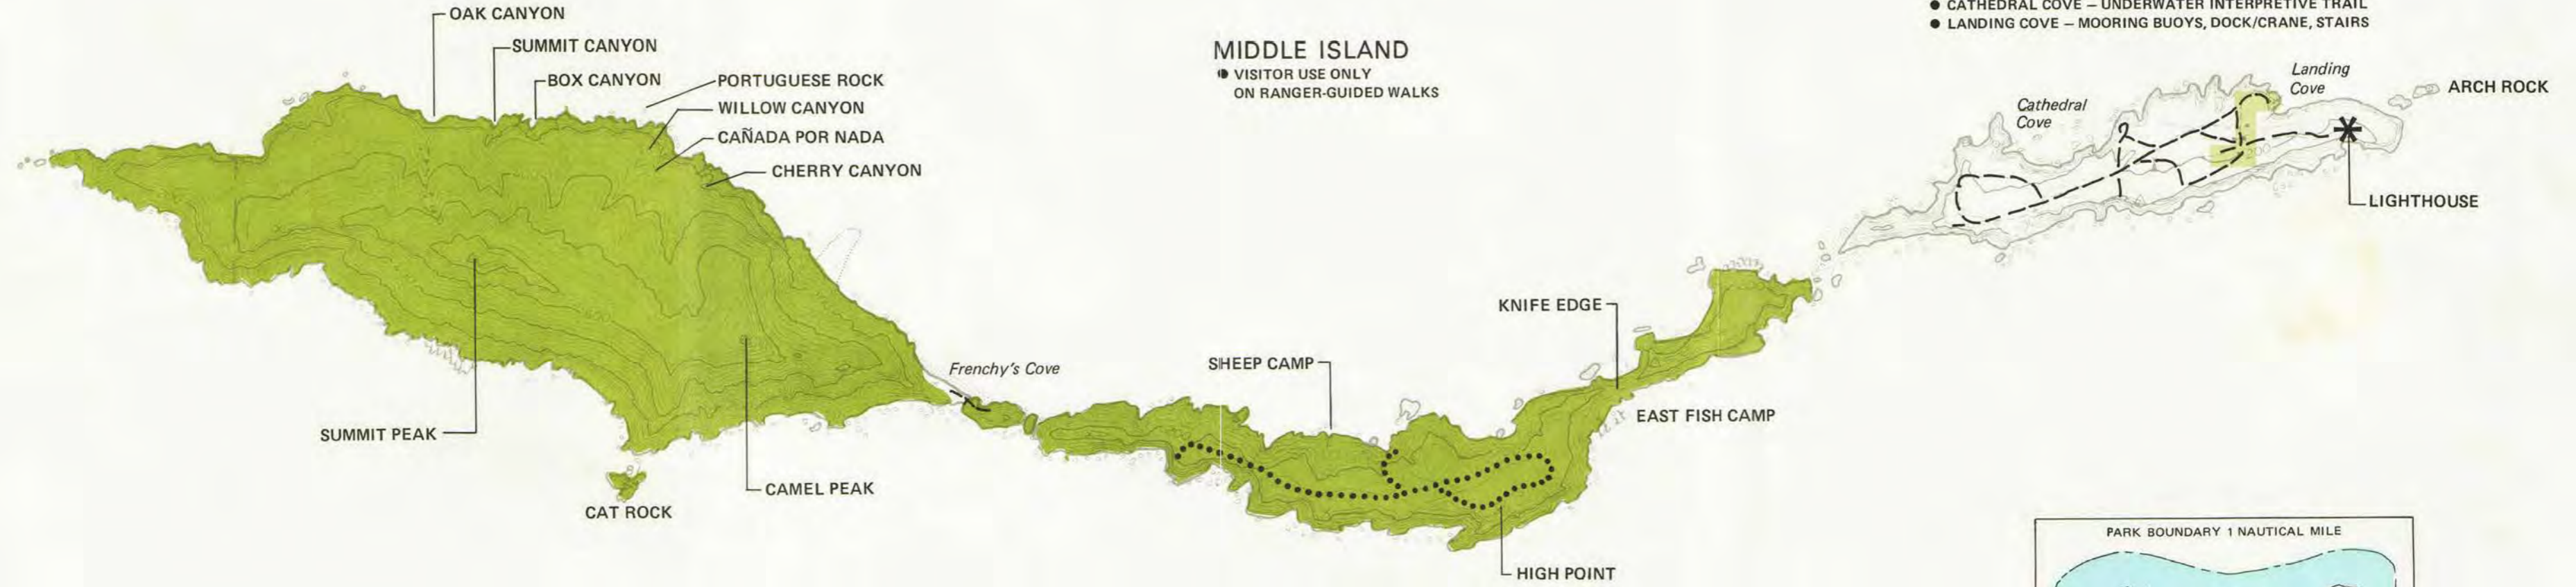 OAK CANYON
SUMMIT CANYON
BOX CANYON
PORTUGUESE ROCK
WILLOW CANYON
CAÑADA POR NADA
CHERRY CANYON
MIDDLE ISLAND
● VISITOR USE ONLY
ON RANGER-GUIDED WALKS
● CATHEDRAL COVE – UNDERWATER INTERPRETIVE TRAIL
● LANDING COVE – MOORING BUOYS, DOCK/CRANE, STAIRS
Landing
Cove
ARCH ROCK
Cathedral
Cove
LIGHTHOUSE
KNIFE EDGE
Frenchy's Cove
SHEEP CAMP
EAST FISH CAMP
SUMMIT PEAK
CAMEL PEAK
CAT ROCK
HIGH POINT
PARK BOUNDARY 1 NAUTICAL MILE